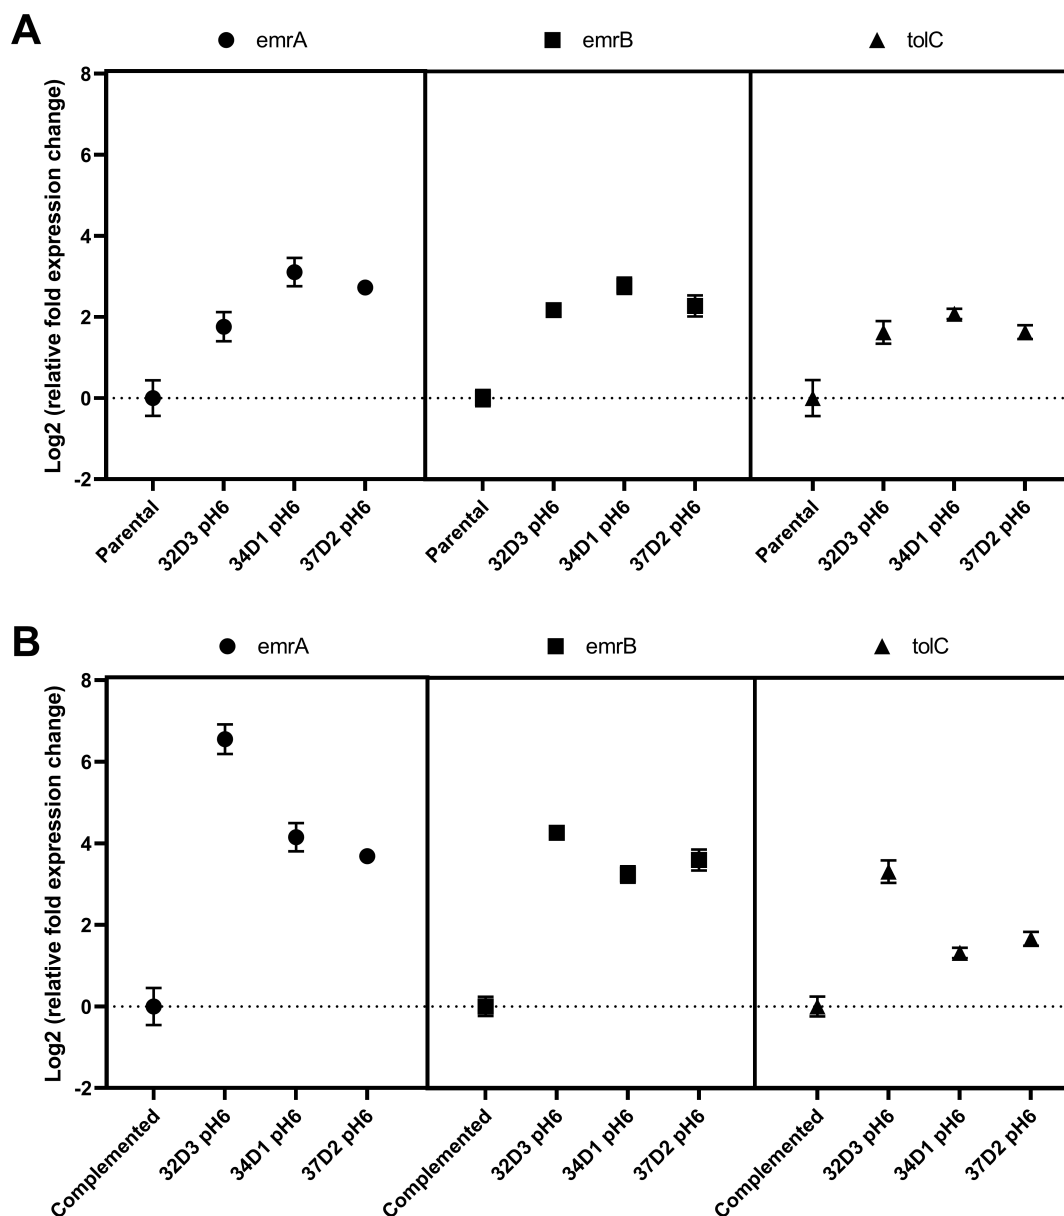 A
emrA emrB tolC
Log2 (relative fold expression change)
8
6
4
2
0
-2
Parental 32D3 pH6 34D1 pH6 37D2 pH6 Parental 32D3 pH6 34D1 pH6 37D2 pH6 Parental 32D3 pH6 34D1 pH6 37D2 pH6
B
emrA emrB tolC
Log2 (relative fold expression change)
8
6
4
2
0
-2
Complemented 32D3 pH6 34D1 pH6 37D2 pH6 Complemented 32D3 pH6 34D1 pH6 37D2 pH6 Complemented 32D3 pH6 34D1 pH6 37D2 pH6